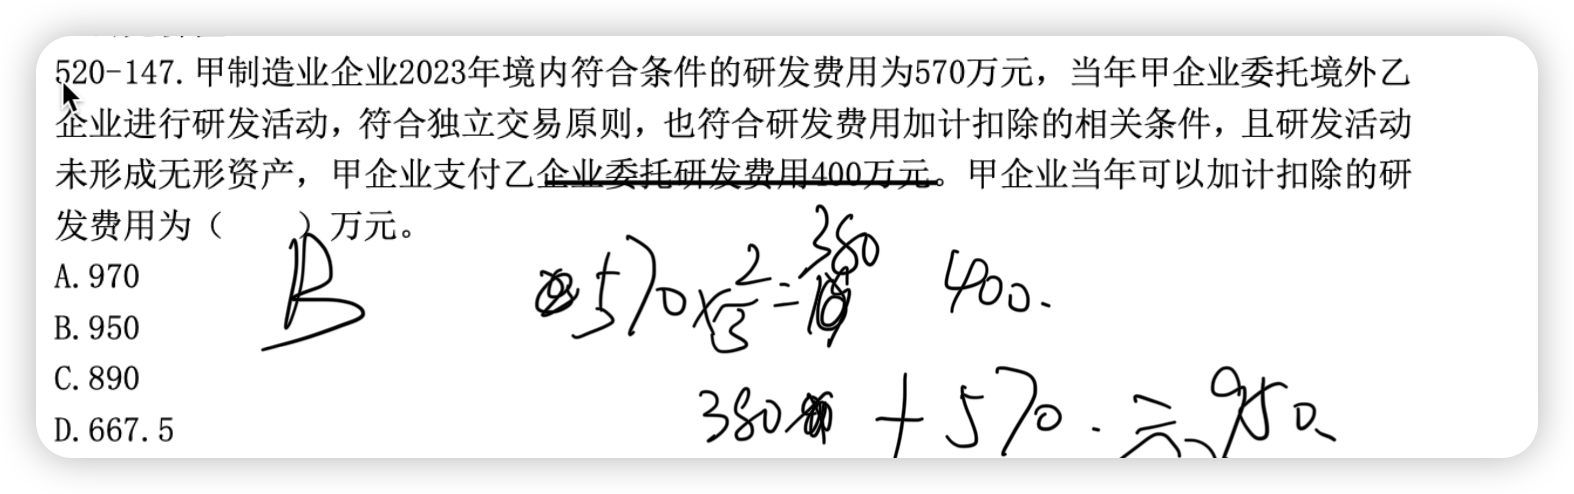 520-147. 甲制造业企业2023年境内符合条件的研发费用为570万元，当年甲企业委托境外乙
企业进行研发活动，符合独立交易原则，也符合研发费用加计扣除的相关条件，且研发活动
未形成无形资产，甲企业支付乙企业委托研发费用400万元。甲企业当年可以加计扣除的研
发费用为（ ）万元。
A. 970
B. 950
C. 890
D. 667.5
B
570×2/3=380
400.
380 + 570. = 950